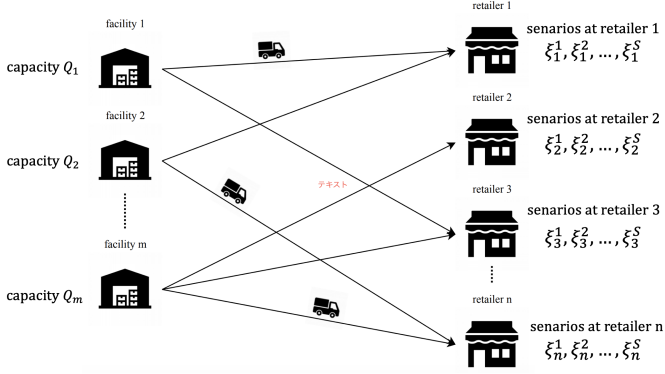 facility 1
capacity Q₁
facility 2
capacity Q₂
facility m
capacity Qₘ
テキスト
retailer 1
senarios at retailer 1
ξ₁¹, ξ₁², ..., ξ₁ˢ
retailer 2
senarios at retailer 2
ξ₂¹, ξ₂², ..., ξ₂ˢ
retailer 3
senarios at retailer 3
ξ₃¹, ξ₃², ..., ξ₃ˢ
retailer n
senarios at retailer n
ξₙ¹, ξₙ², ..., ξₙˢ